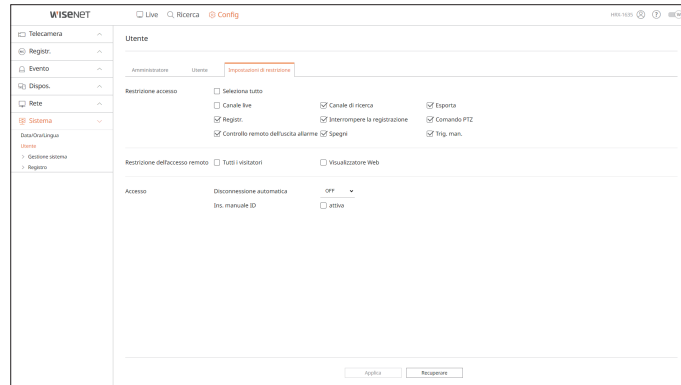 WISENET
Live Ricerca Config
HRX-1635
Telecamera
Registr.
Evento
Dispos.
Rete
Sistema
Data/Ora/Lingua
Utente
> Gestione sistema
> Registro
Utente
Amministratore Utente Impostazioni di restrizione
Restrizione accesso Seleziona tutto
Canale live Canale di ricerca Esporta
Registr. Interrompere la registrazione Comando PTZ
Controllo remoto dell'uscita allarme Spegni Trig. man.
Restrizione dell'accesso remoto Tutti i visitatori Visualizzatore Web
Accesso Disconnessione automatica OFF
Ins. manuale ID attiva
Applica Recuperare